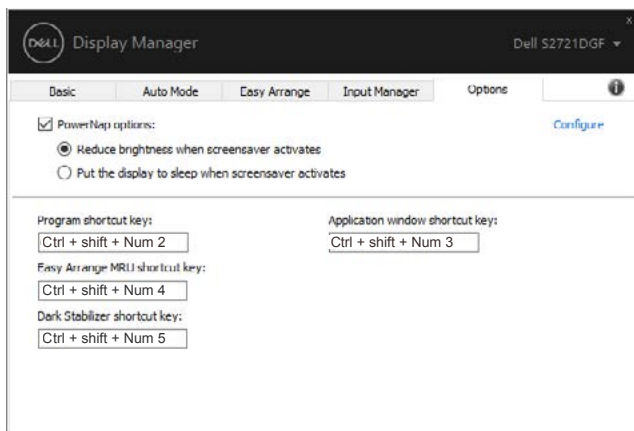 x
DELL Display Manager Dell S2721DGF
Basic Auto Mode Easy Arrange Input Manager Options
PowerNap options: Configure
Reduce brightness when screensaver activates
Put the display to sleep when screensaver activates
Program shortcut key: Application window shortcut key:
Ctrl + shift + Num 2 Ctrl + shift + Num 3
Easy Arrange MRU shortcut key:
Ctrl + shift + Num 4
Dark Stabilizer shortcut key:
Ctrl + shift + Num 5